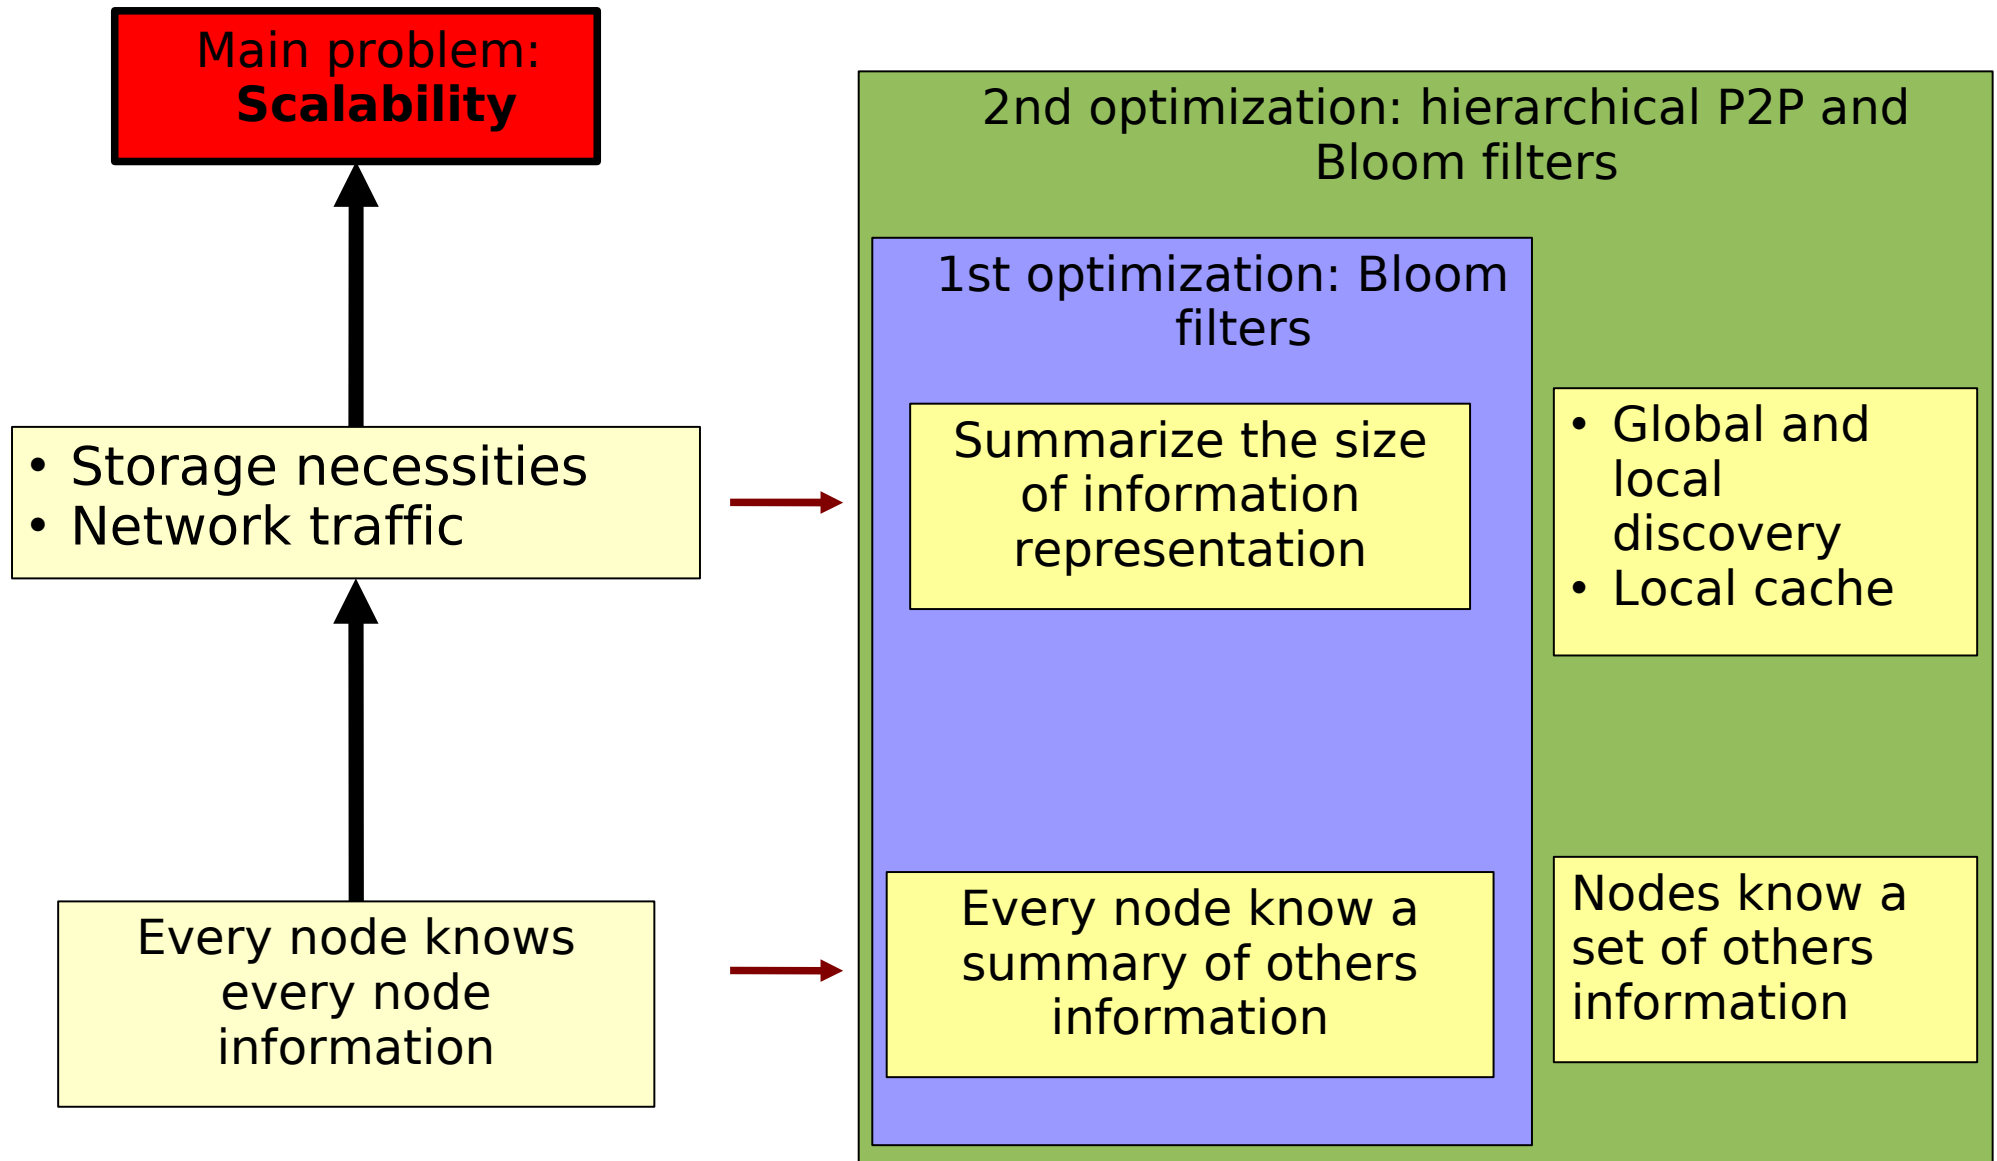 Main problem:
Scalability
2nd optimization: hierarchical P2P and
Bloom filters
1st optimization: Bloom
filters
• Storage necessities
• Network traffic
Summarize the size
of information
representation
• Global and
local
discovery
• Local cache
Every node knows
every node
information
Every node know a
summary of others
information
Nodes know a
set of others
information